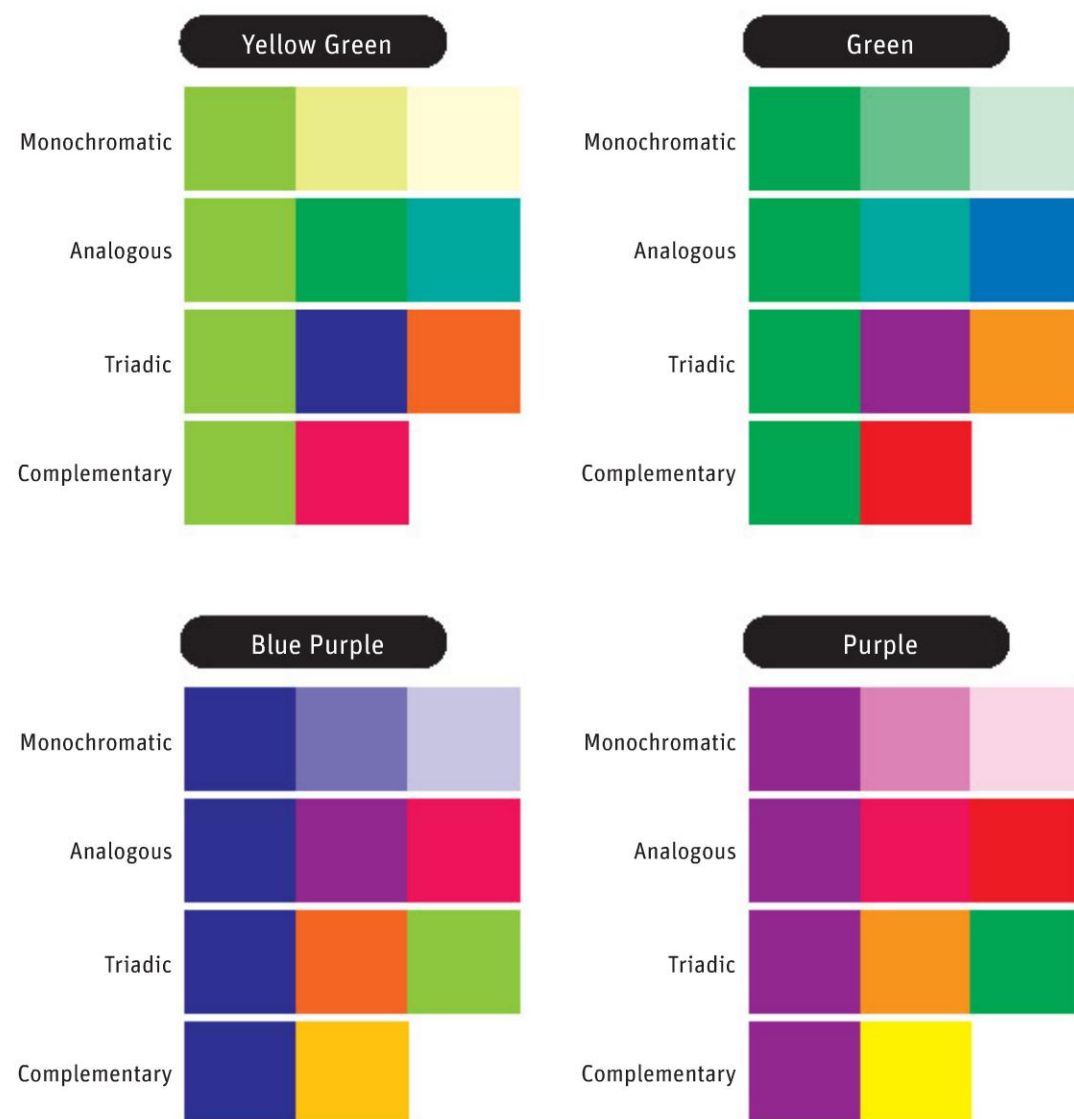 Yellow Green
Monochromatic
Analogous
Triadic
Complementary
Green
Monochromatic
Analogous
Triadic
Complementary
Blue Purple
Monochromatic
Analogous
Triadic
Complementary
Purple
Monochromatic
Analogous
Triadic
Complementary